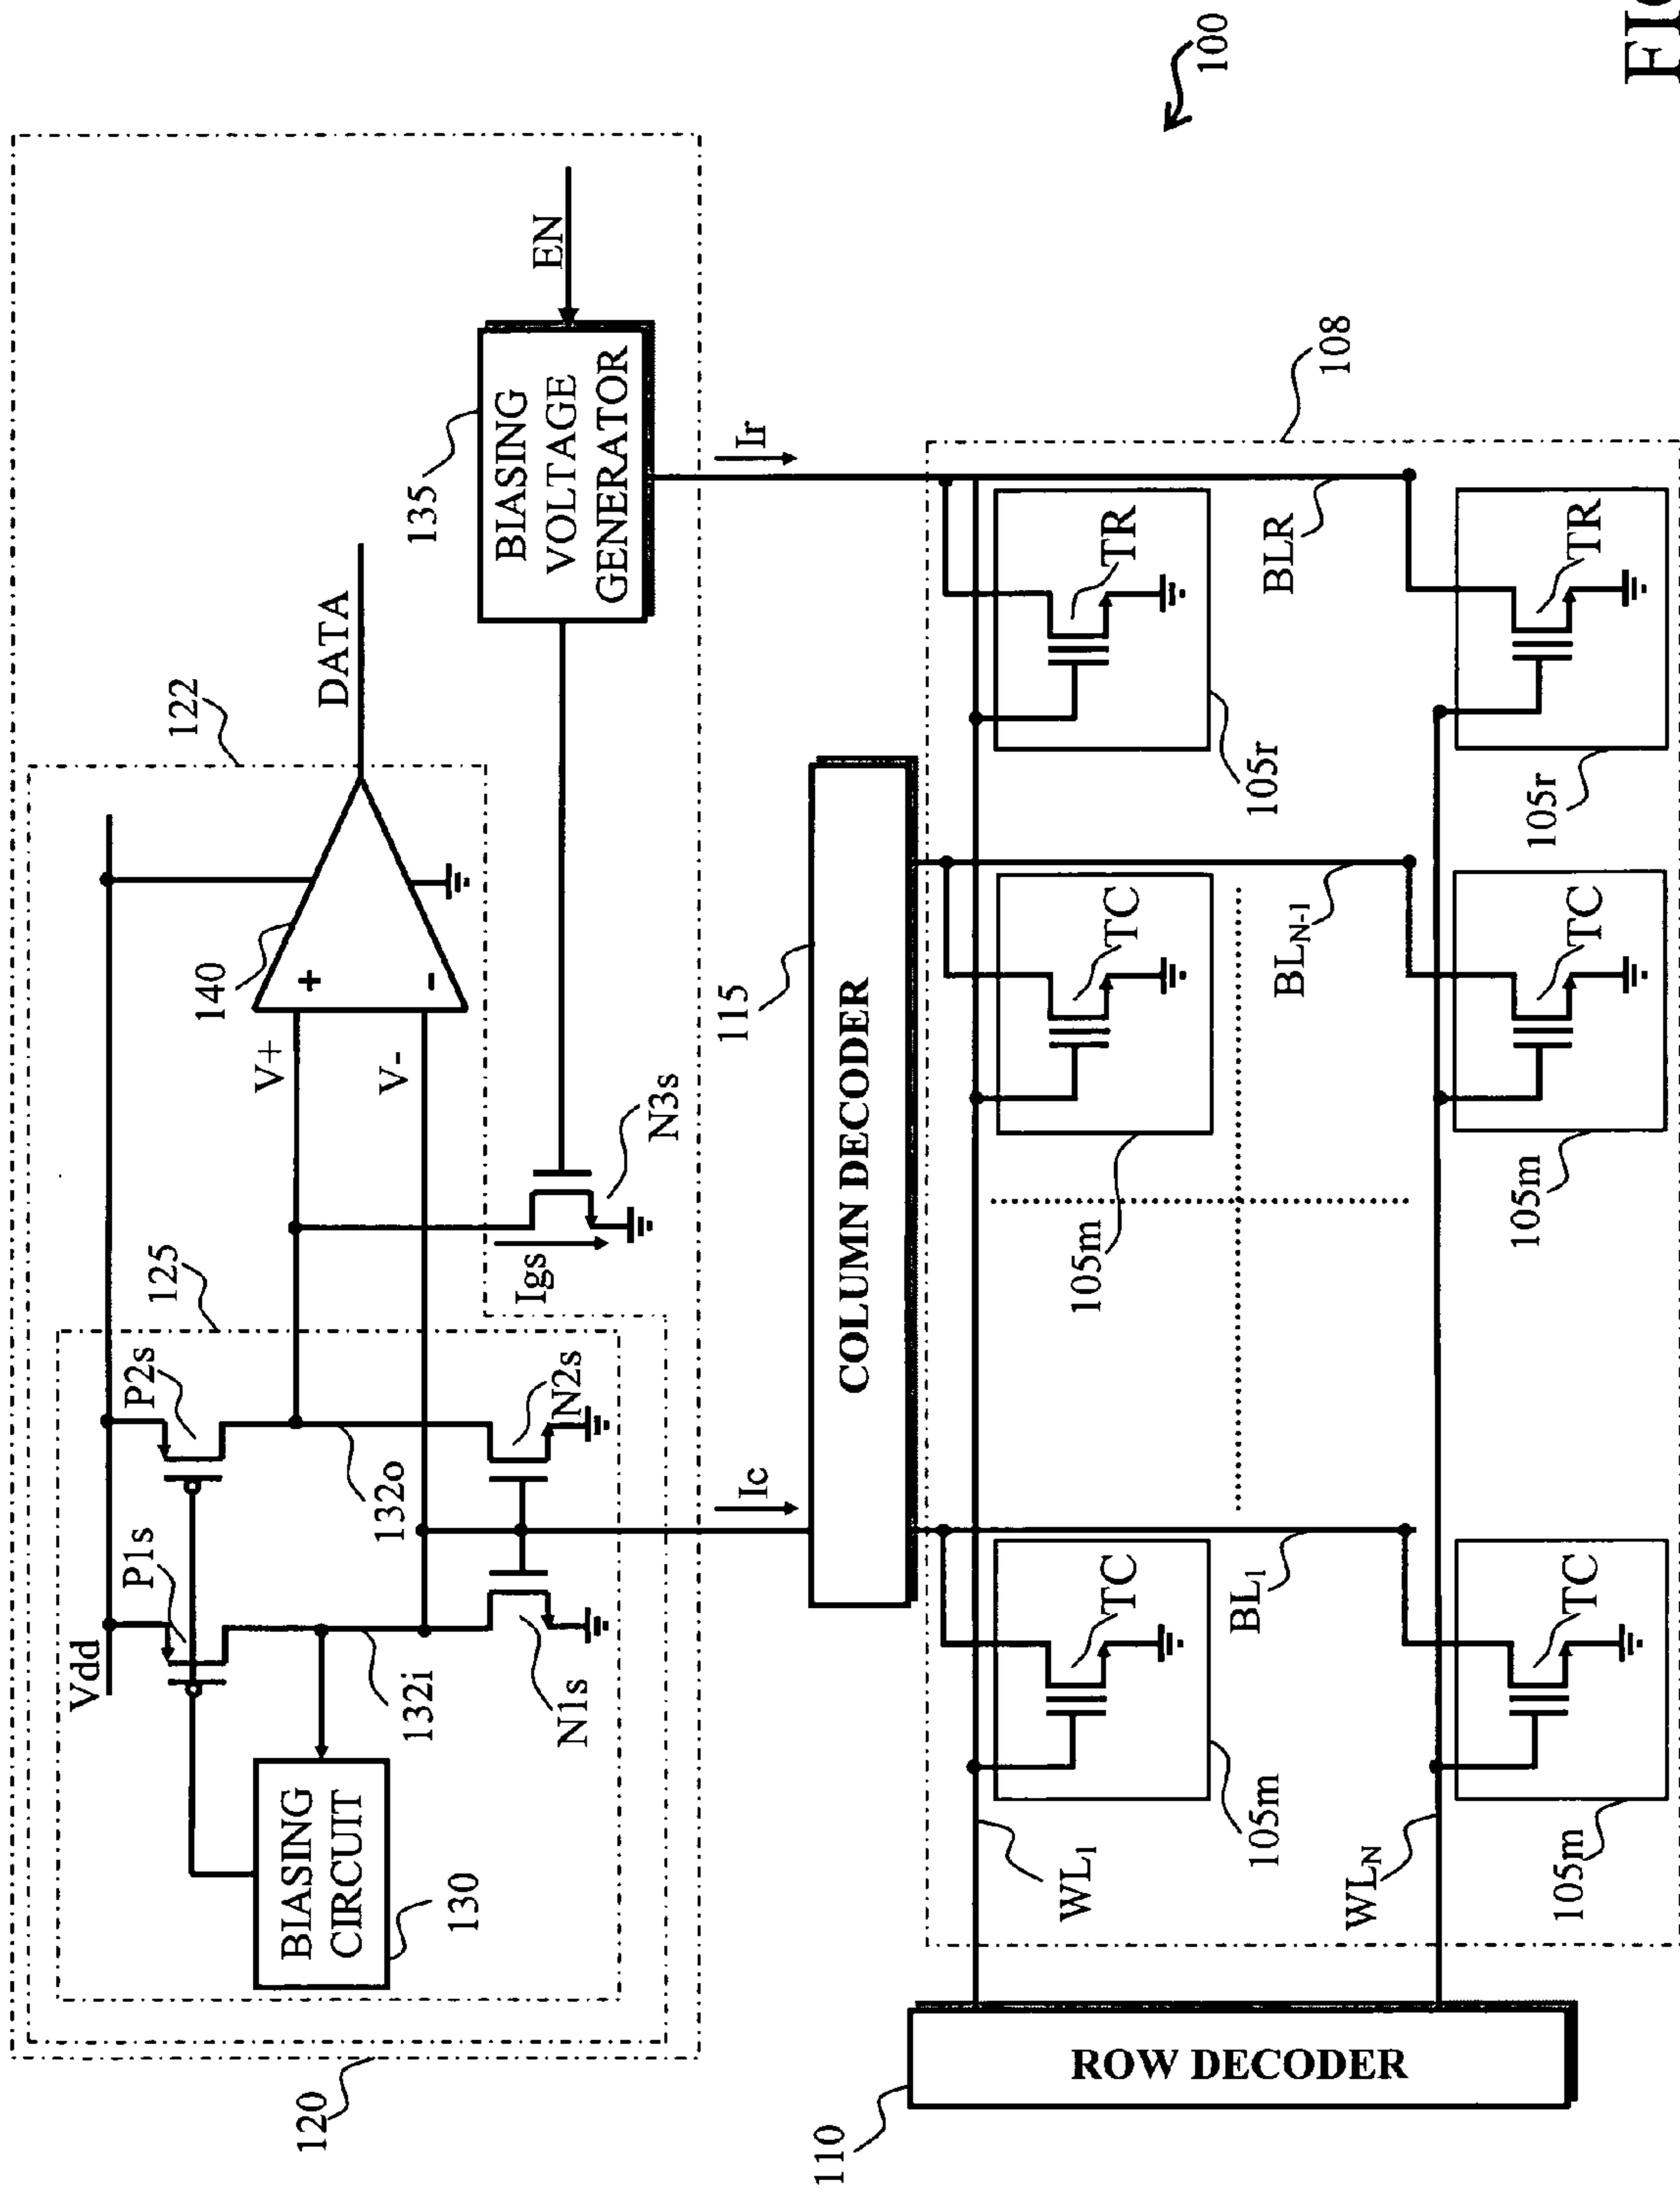 120
Vdd
P1s
P2s
125
122
BIASING
CIRCUIT
130
132i
132o
N1s
N2s
V+
V-
140
+
-
DATA
Igs
N3s
135
BIASING
VOLTAGE
GENERATOR
EN
Ic
Ir
115
COLUMN DECODER
100
110
ROW DECODER
108
WL1
TC
105m
BL1
TC
105m
BLN-1
TR
105r
BLR
WLN
TC
105m
TC
105m
TR
105r